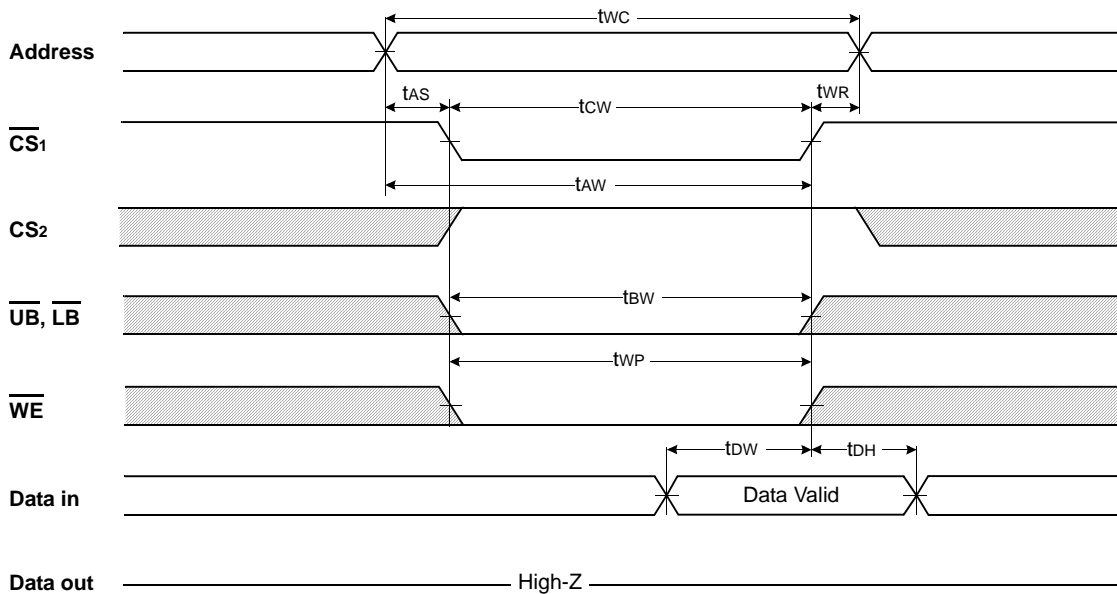 tWC
Address
tAS tCW tWR
CS1
tAW
CS2
tBW
UB, LB
tWP
WE
tDW tDH
Data in Data Valid
Data out High-Z